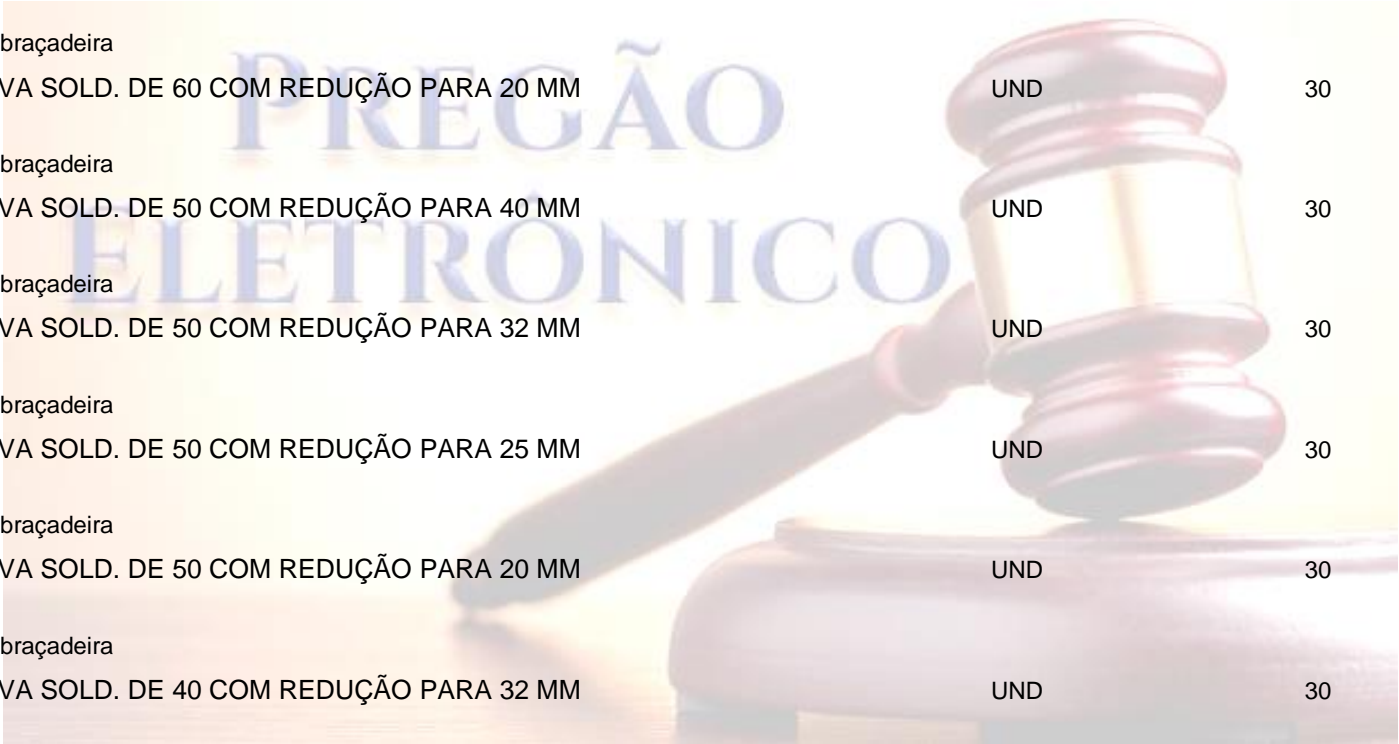 braçadeira
VA SOLD. DE 60 COM REDUÇÃO PARA 20 MM UND 30
braçadeira
VA SOLD. DE 50 COM REDUÇÃO PARA 40 MM UND 30
braçadeira
VA SOLD. DE 50 COM REDUÇÃO PARA 32 MM UND 30
braçadeira
VA SOLD. DE 50 COM REDUÇÃO PARA 25 MM UND 30
braçadeira
VA SOLD. DE 50 COM REDUÇÃO PARA 20 MM UND 30
braçadeira
VA SOLD. DE 40 COM REDUÇÃO PARA 32 MM UND 30
PREGÃO
ELETRÔNICO